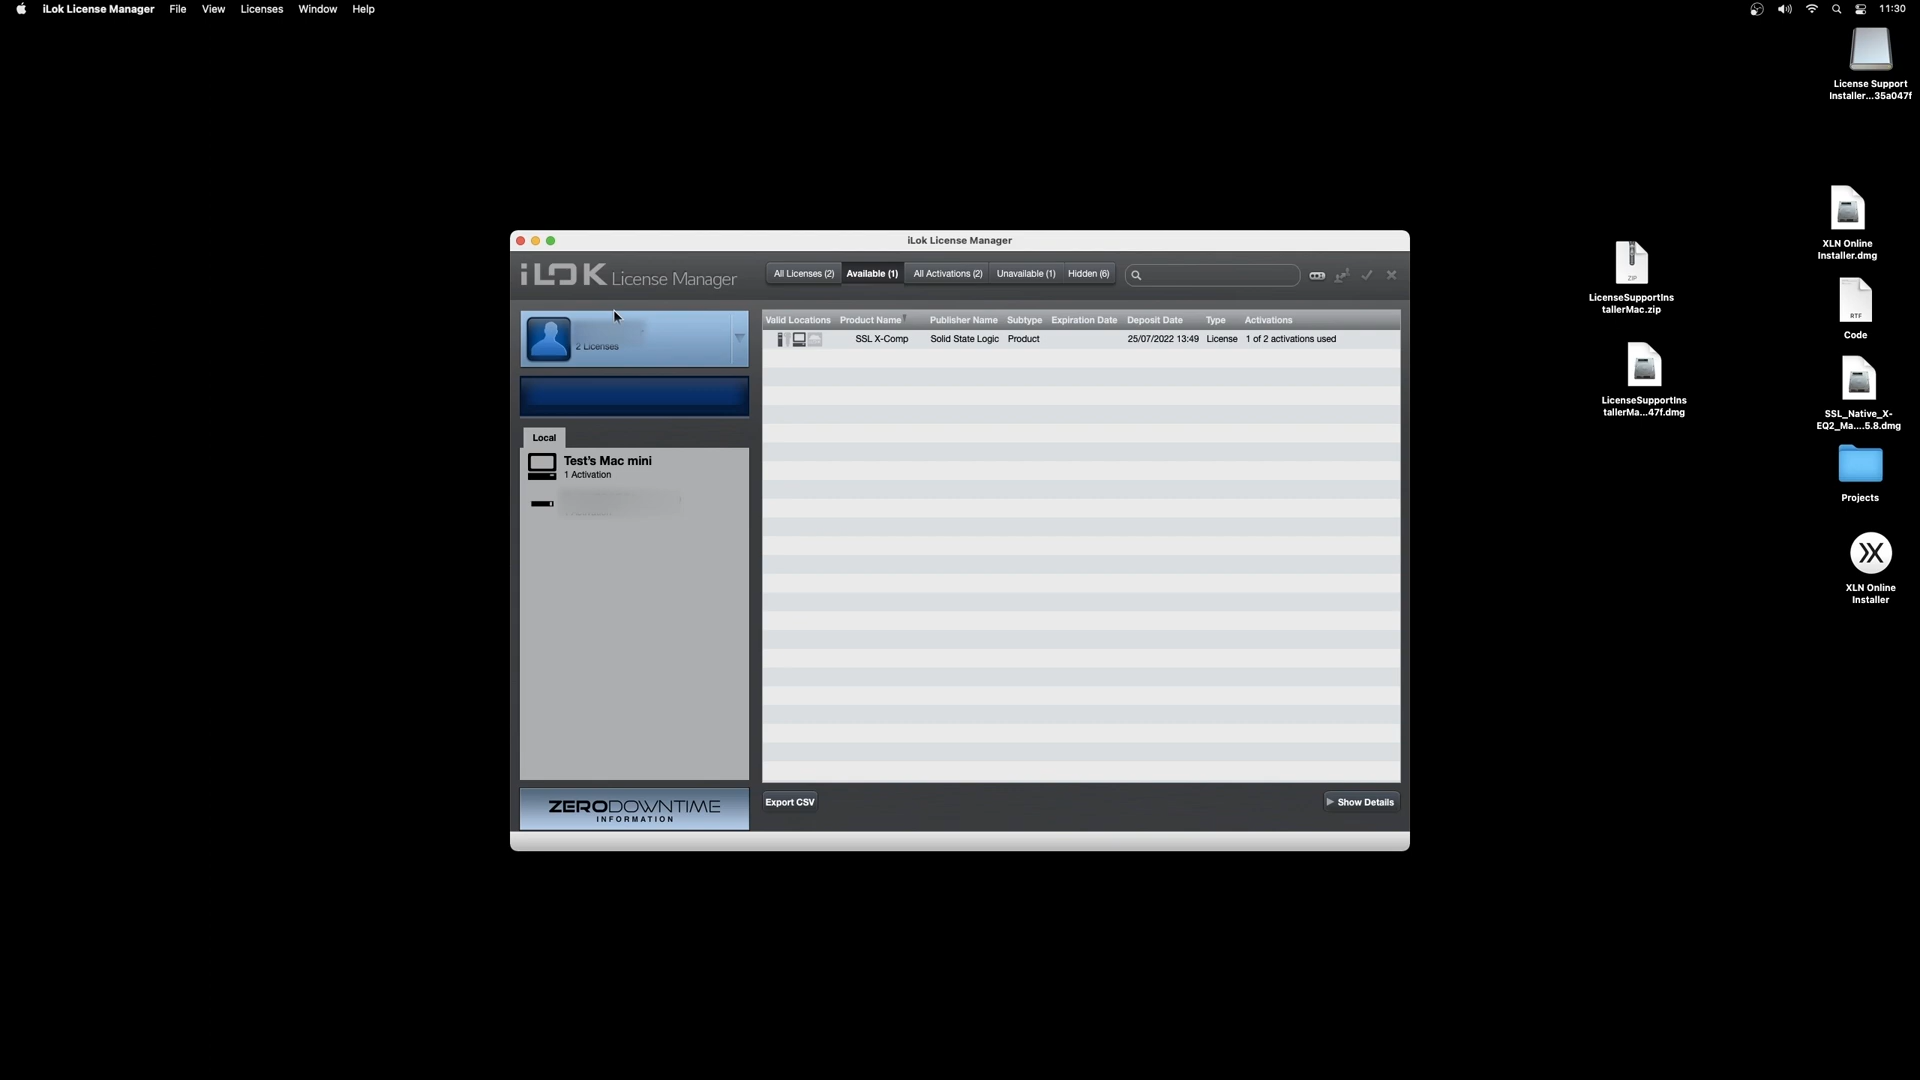 iLok License Manager File View Licenses Window Help
11:30
License Support
Installer...35a047f
XLN Online
Installer.dmg
ZIP
LicenseSupportIns
tallerMac.zip
RTF
Code
LicenseSupportIns
tallerMa...47f.dmg
SSL_Native_X-
EQ2_Ma....5.8.dmg
Projects
XLN Online
Installer
iLok License Manager
iLOK License Manager
All Licenses (2) Available (1) All Activations (2) Unavailable (1) Hidden (6)
2 Licenses
Local
Test's Mac mini
1 Activation
Valid Locations Product Name Publisher Name Subtype Expiration Date Deposit Date Type Activations
SSL X-Comp Solid State Logic Product 25/07/2022 13:49 License 1 of 2 activations used
ZERODOWNTIME
INFORMATION
Export CSV
Show Details